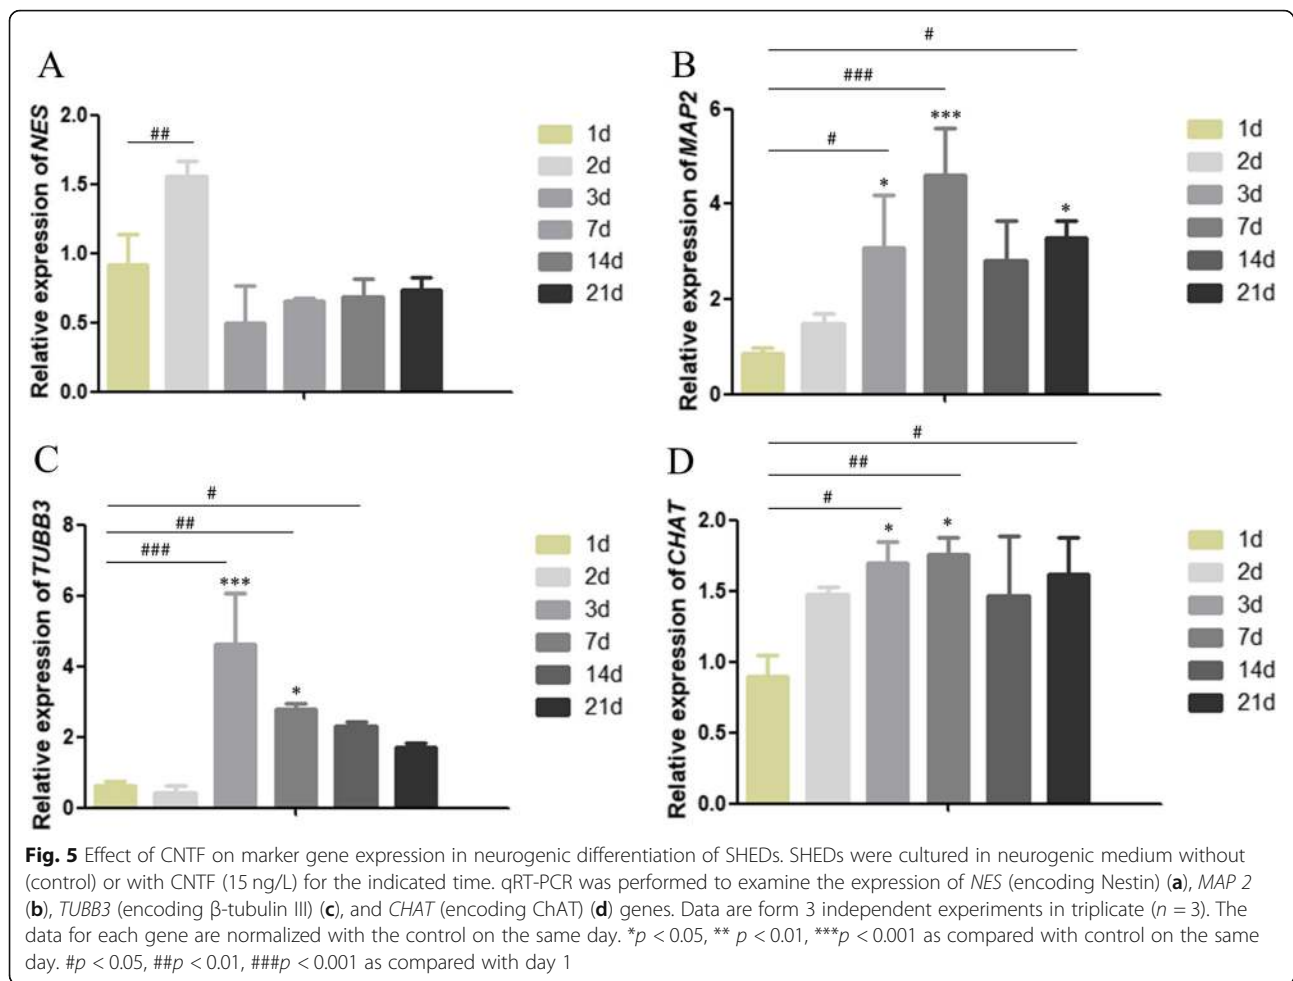 A
Relative expression of NES
2.0
1.5
1.0
0.5
0.0
##
1d
2d
3d
7d
14d
21d
B
Relative expression of MAP2
6
4
2
0
#
###
#
*
***
*
1d
2d
3d
7d
14d
21d
C
Relative expression of TUBB3
8
6
4
2
0
#
##
###
***
*
1d
2d
3d
7d
14d
21d
D
Relative expression of CHAT
2.0
1.5
1.0
0.5
0.0
#
##
#
*
*
1d
2d
3d
7d
14d
21d
Fig. 5 Effect of CNTF on marker gene expression in neurogenic differentiation of SHEDs. SHEDs were cultured in neurogenic medium without
(control) or with CNTF (15 ng/L) for the indicated time. qRT-PCR was performed to examine the expression of NES (encoding Nestin) (a), MAP 2
(b), TUBB3 (encoding β-tubulin III) (c), and CHAT (encoding ChAT) (d) genes. Data are form 3 independent experiments in triplicate (n = 3). The
data for each gene are normalized with the control on the same day. *p < 0.05, ** p < 0.01, ***p < 0.001 as compared with control on the same
day. #p < 0.05, ##p < 0.01, ###p < 0.001 as compared with day 1